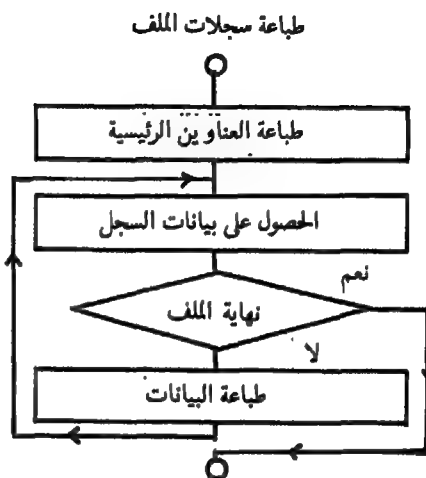 طباعة سجلات الملف
طباعة العناوين الرئيسية
الحصول على بيانات السجل
نعم
نهاية الملف
لا
طباعة البيانات